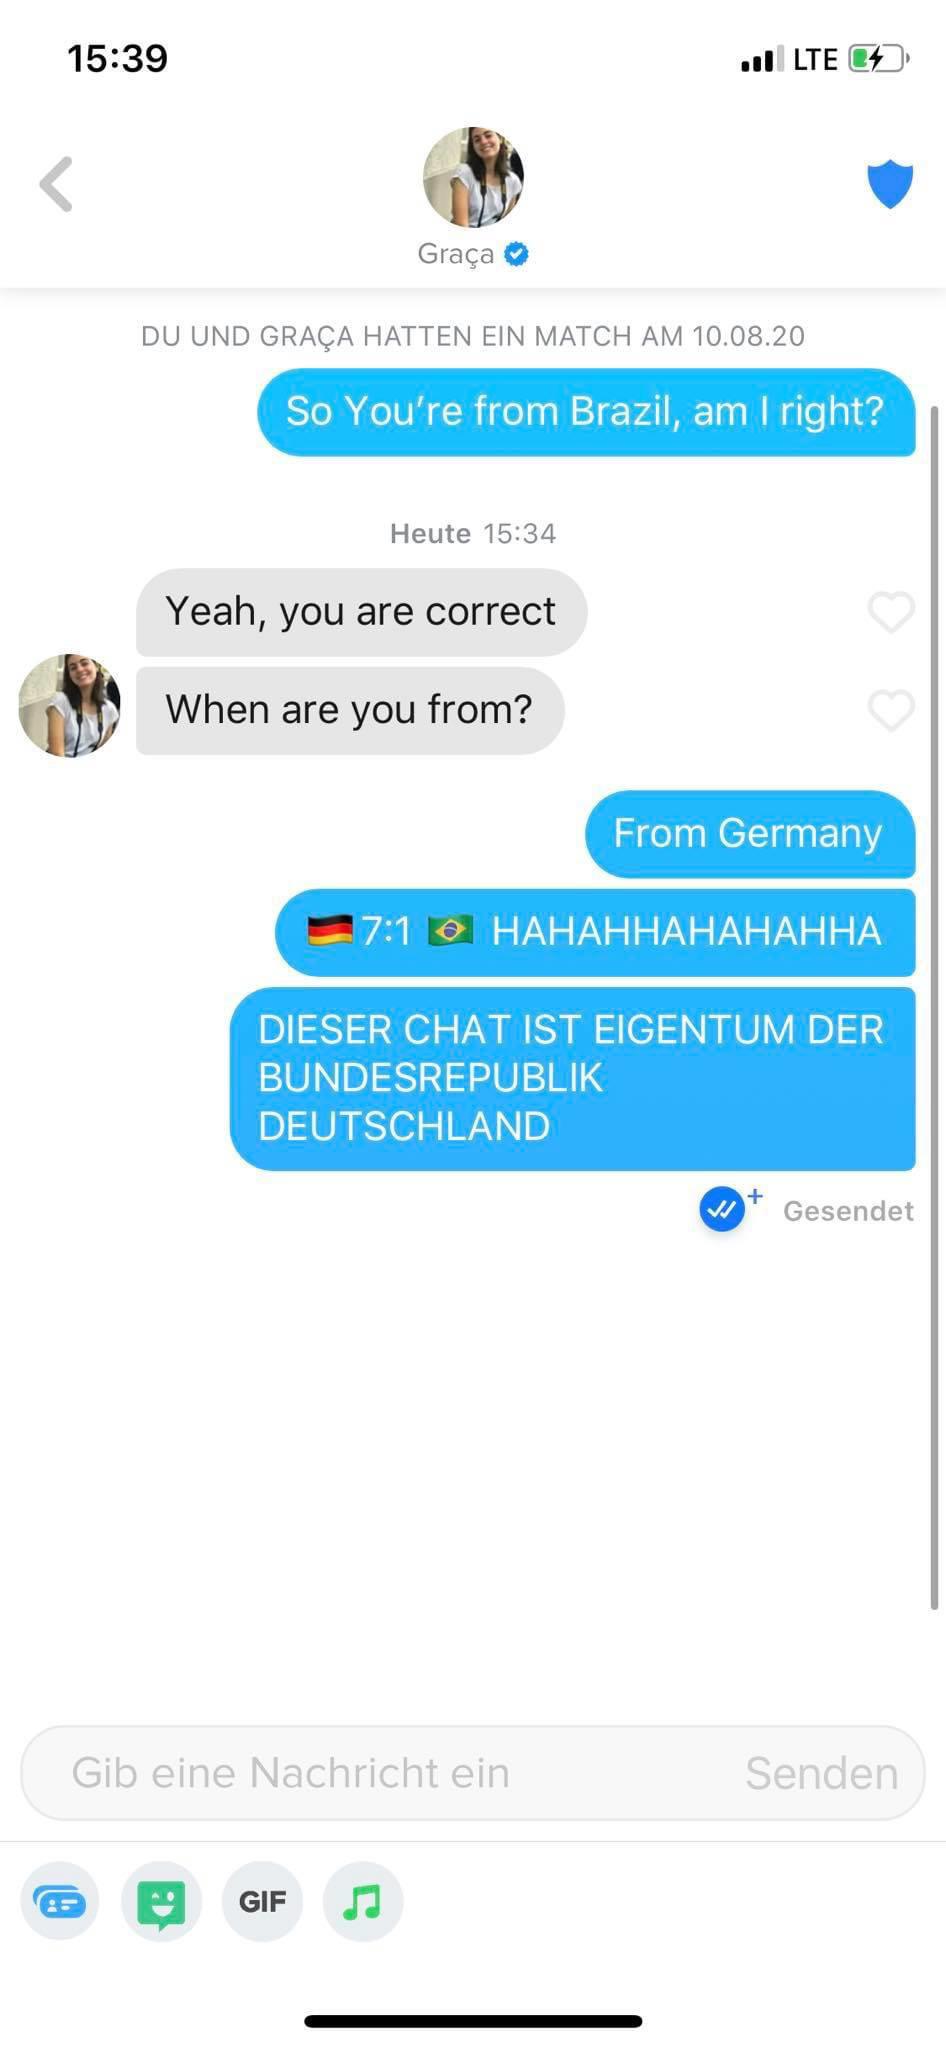 15:39
LTE
Graça
DU UND GRAÇA HATTEN EIN MATCH AM 10.08.20
So You’re from Brazil, am I right?
Heute 15:34
Yeah, you are correct
When are you from?
From Germany
🇩🇪 7:1 🇧🇷 HAHAHHAHAHAHHA
DIESER CHAT IST EIGENTUM DER
BUNDESREPUBLIK
DEUTSCHLAND
Gesendet
Gib eine Nachricht ein
Senden
GIF